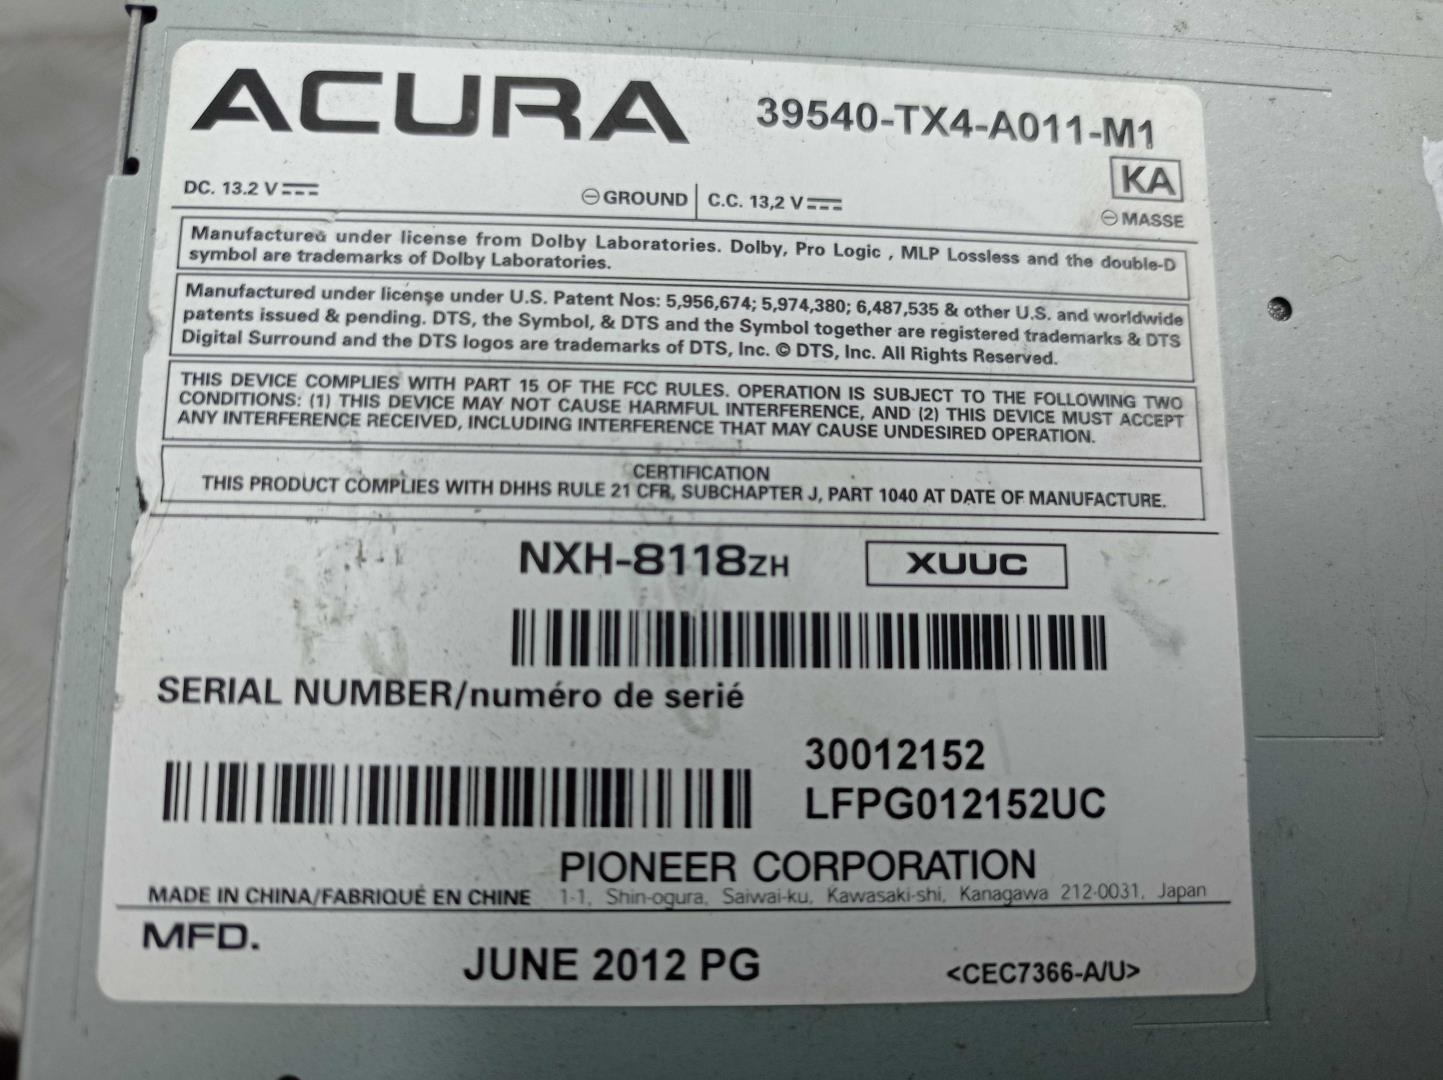 ACURA 39540-TX4-A011-M1
KA
DC. 13.2 V ⊖ GROUND C.C. 13,2 V ⊖ MASSE
Manufactured under license from Dolby Laboratories. Dolby, Pro Logic , MLP Lossless and the double-D
symbol are trademarks of Dolby Laboratories.
Manufactured under license under U.S. Patent Nos: 5,956,674; 5,974,380; 6,487,535 & other U.S. and worldwide
patents issued & pending. DTS, the Symbol, & DTS and the Symbol together are registered trademarks & DTS
Digital Surround and the DTS logos are trademarks of DTS, Inc. © DTS, Inc. All Rights Reserved.
THIS DEVICE COMPLIES WITH PART 15 OF THE FCC RULES. OPERATION IS SUBJECT TO THE FOLLOWING TWO
CONDITIONS: (1) THIS DEVICE MAY NOT CAUSE HARMFUL INTERFERENCE, AND (2) THIS DEVICE MUST ACCEPT
ANY INTERFERENCE RECEIVED, INCLUDING INTERFERENCE THAT MAY CAUSE UNDESIRED OPERATION.
CERTIFICATION
THIS PRODUCT COMPLIES WITH DHHS RULE 21 CFR, SUBCHAPTER J, PART 1040 AT DATE OF MANUFACTURE.
NXH-8118ZH XUUC
SERIAL NUMBER/numéro de serié
30012152
LFPG012152UC
PIONEER CORPORATION
MADE IN CHINA/FABRIQUÉ EN CHINE 1-1, Shin-ogura, Saiwai-ku, Kawasaki-shi, Kanagawa 212-0031, Japan
MFD.
JUNE 2012 PG <CEC7366-A/U>